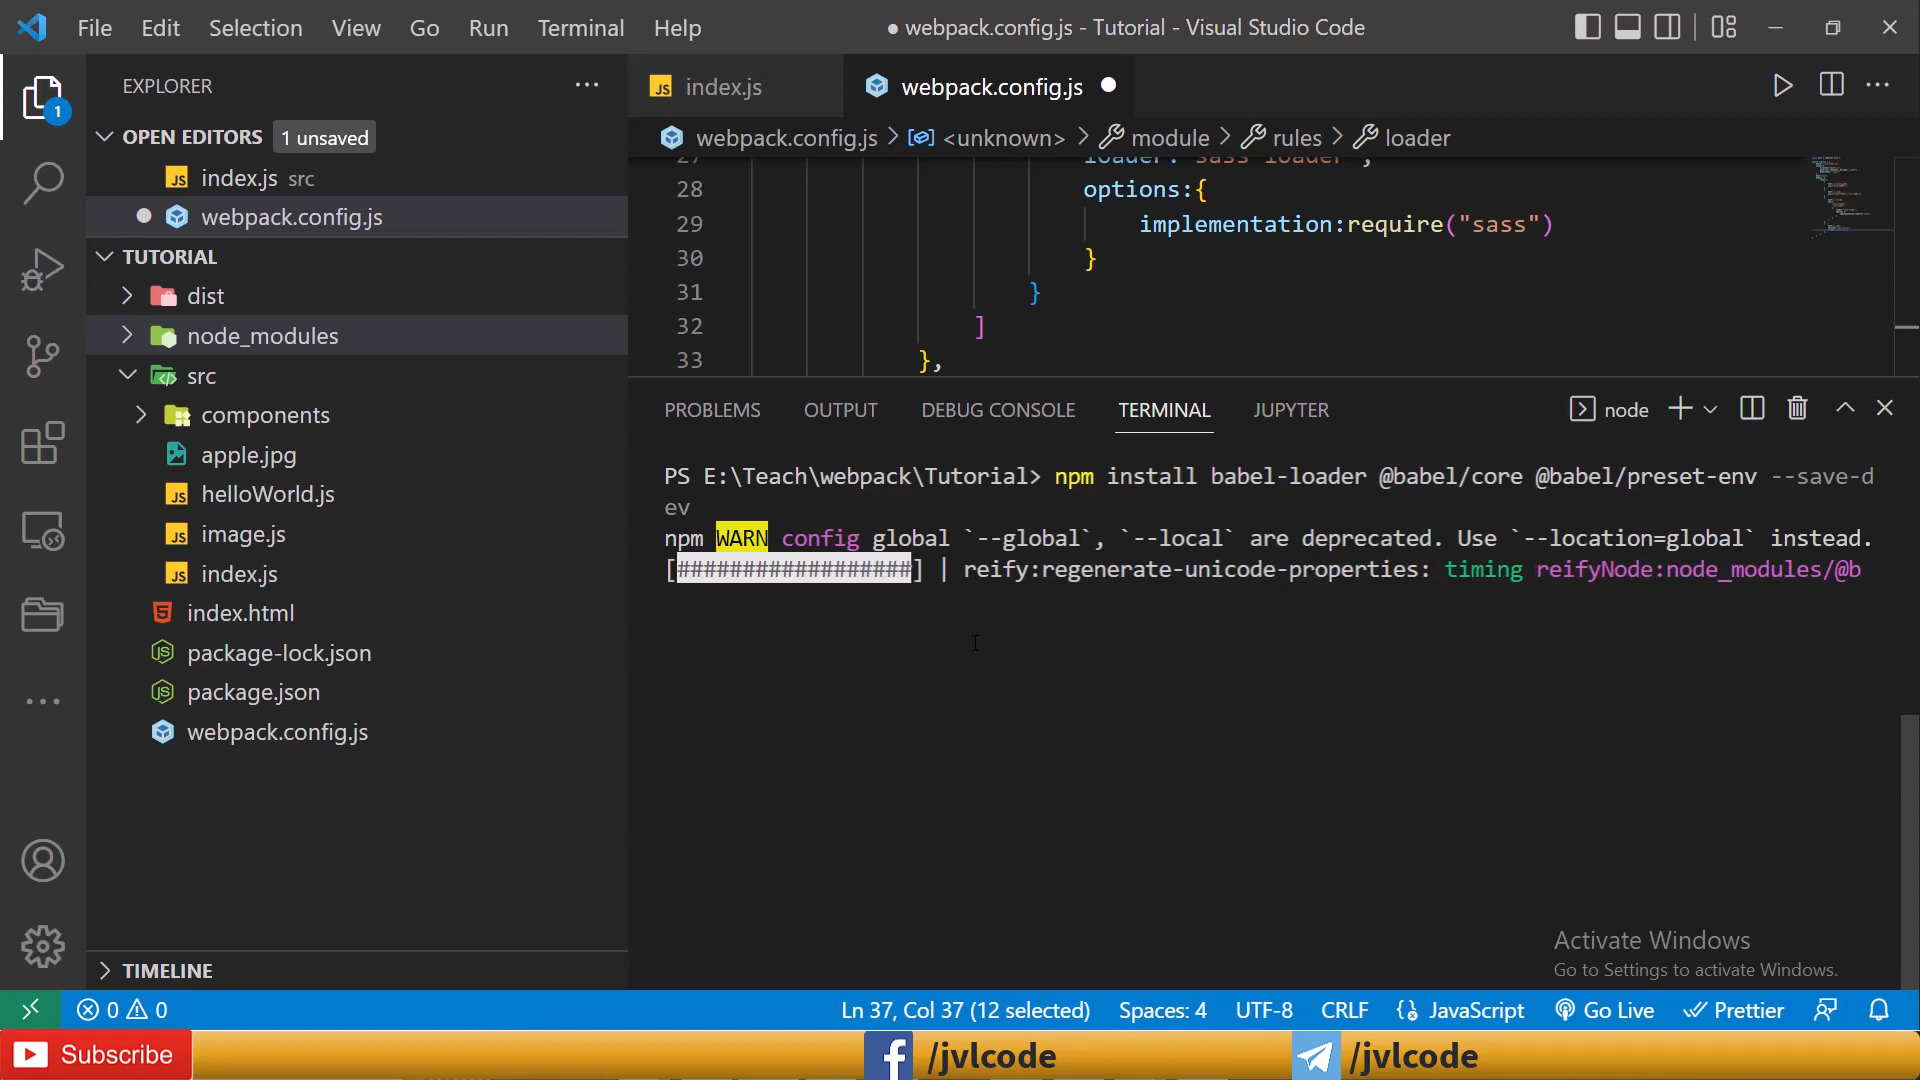 File Edit Selection View Go Run Terminal Help
● webpack.config.js - Tutorial - Visual Studio Code
EXPLORER
OPEN EDITORS 1 unsaved
index.js src
webpack.config.js
TUTORIAL
dist
node_modules
src
components
apple.jpg
helloWorld.js
image.js
index.js
index.html
package-lock.json
package.json
webpack.config.js
TIMELINE
1
index.js webpack.config.js
webpack.config.js > <unknown> > module > rules > loader
28 options:{
29 implementation:require("sass")
30 }
31 }
32 ]
33 },
PROBLEMS OUTPUT DEBUG CONSOLE TERMINAL JUPYTER node
PS E:\Teach\webpack\Tutorial> npm install babel-loader @babel/core @babel/preset-env --save-d
ev
npm WARN config global `--global`, `--local` are deprecated. Use `--location=global` instead.
[##################] | reify:regenerate-unicode-properties: timing reifyNode:node_modules/@b
Activate Windows
Go to Settings to activate Windows.
0 0 Ln 37, Col 37 (12 selected) Spaces: 4 UTF-8 CRLF JavaScript Go Live Prettier
Subscribe /jvlcode /jvlcode